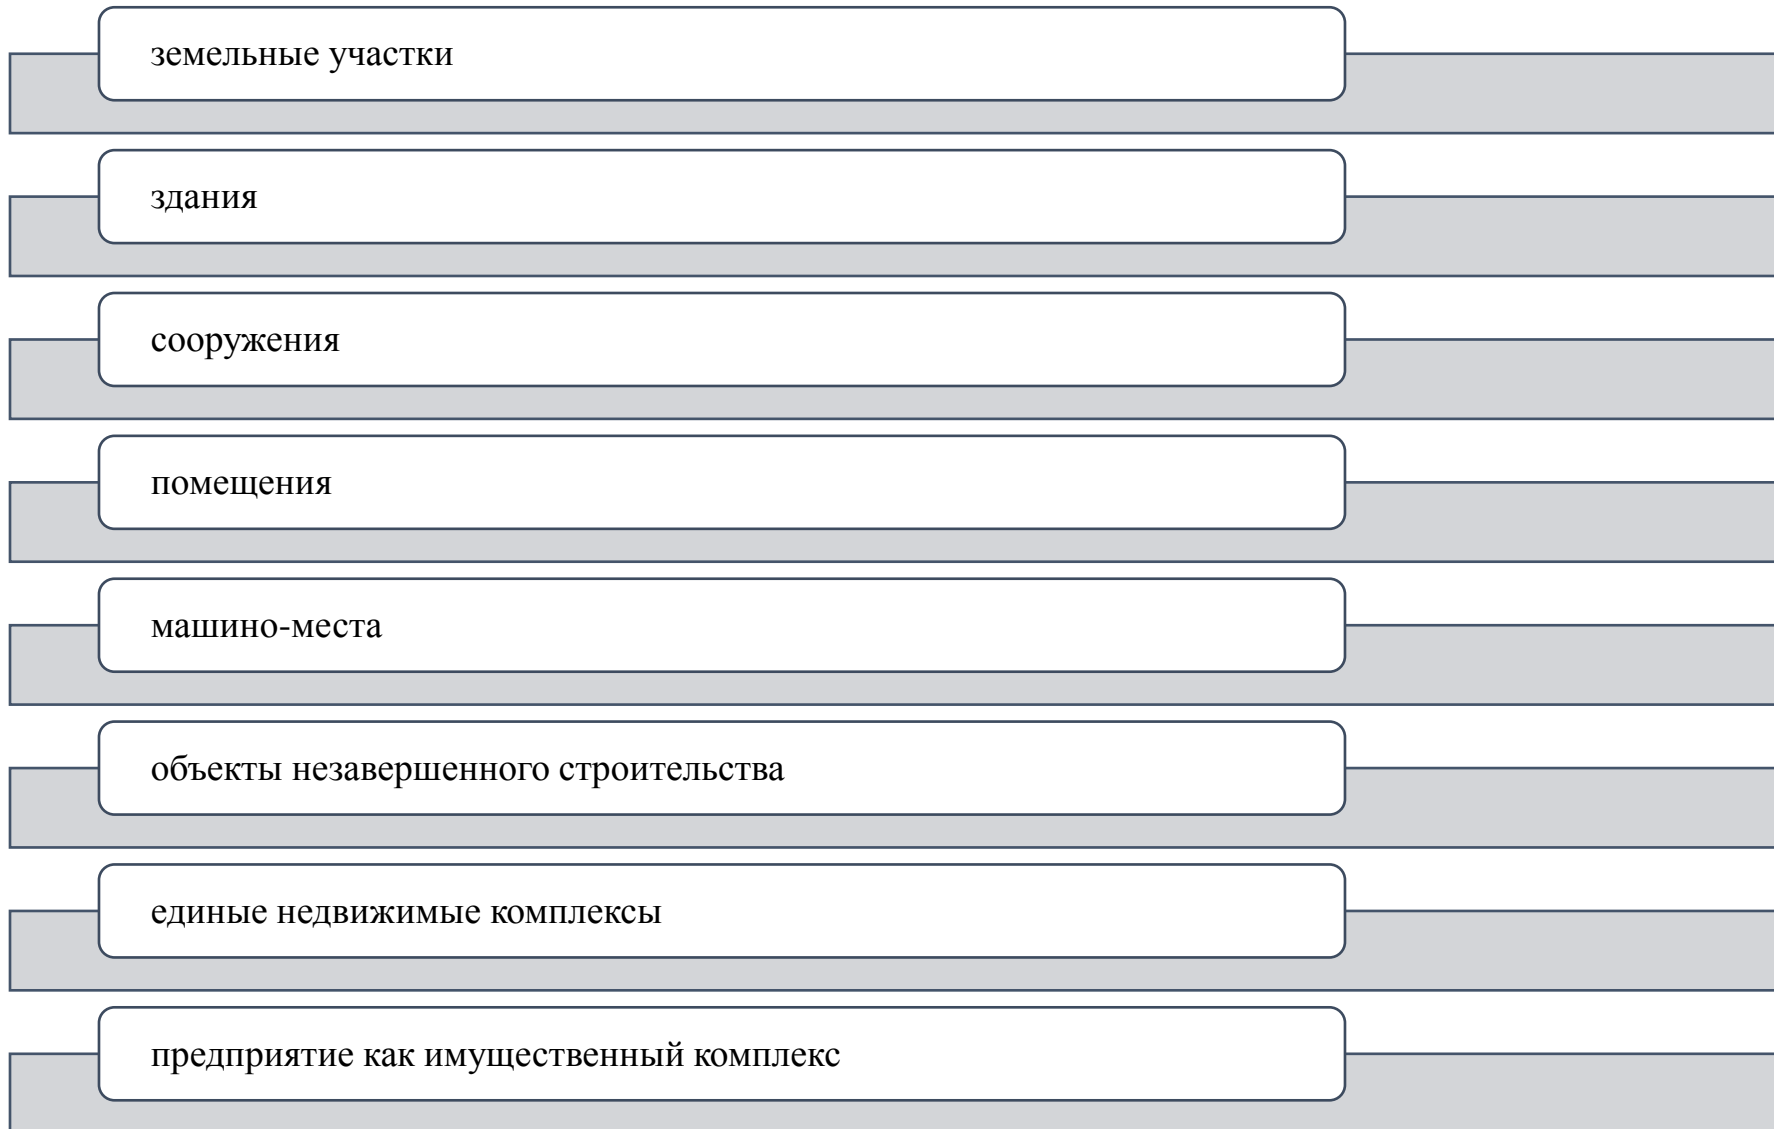 земельные участки
здания
сооружения
помещения
машино-места
объекты незавершенного строительства
единые недвижимые комплексы
предприятие как имущественный комплекс